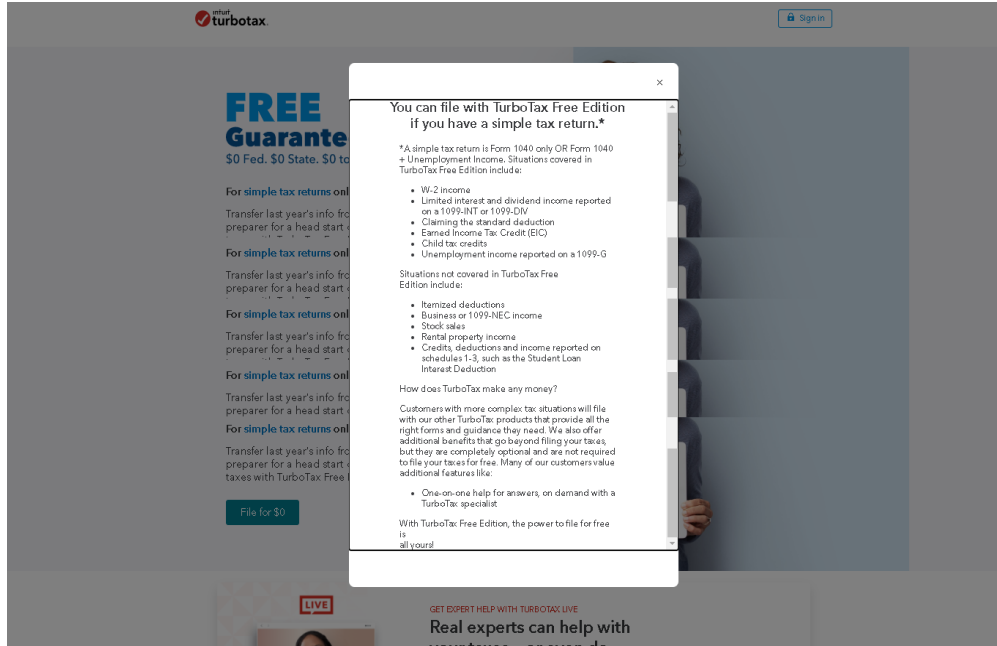 intuit
turbotax.
Sign in
×
You can file with TurboTax Free Edition
if you have a simple tax return.*
*A simple tax return is Form 1040 only OR Form 1040
+ Unemployment Income. Situations covered in
TurboTax Free Edition include:
• W-2 income
• Limited interest and dividend income reported
on a 1099-INT or 1099-DIV
• Claiming the standard deduction
• Earned Income Tax Credit (EIC)
• Child tax credits
• Unemployment income reported on a 1099-G
Situations not covered in TurboTax Free
Edition include:
• Itemized deductions
• Business or 1099-NEC income
• Stock sales
• Rental property income
• Credits, deductions and income reported on
schedules 1-3, such as the Student Loan
Interest Deduction
How does TurboTax make any money?
Customers with more complex tax situations will file
with our other TurboTax products that provide all the
right forms and guidance they need. We also offer
additional benefits that go beyond filing your taxes,
but they are completely optional and are not required
to file your taxes for free. Many of our customers value
additional features like:
• One-on-one help for answers, on demand with a
TurboTax specialist
With TurboTax Free Edition, the power to file for free
is
all yours!
FREE
Guarante
$0 Fed. $0 State. $0 to
For simple tax returns onl
Transfer last year's info fro
preparer for a head start o
For simple tax returns onl
Transfer last year's info fro
preparer for a head start o
For simple tax returns onl
Transfer last year's info fro
preparer for a head start o
For simple tax returns onl
Transfer last year's info fro
preparer for a head start o
For simple tax returns onl
Transfer last year's info fro
preparer for a head start o
taxes with TurboTax Free
File for $0
LIVE
GET EXPERT HELP WITH TURBOTAX LIVE
Real experts can help with
your taxes – or even do